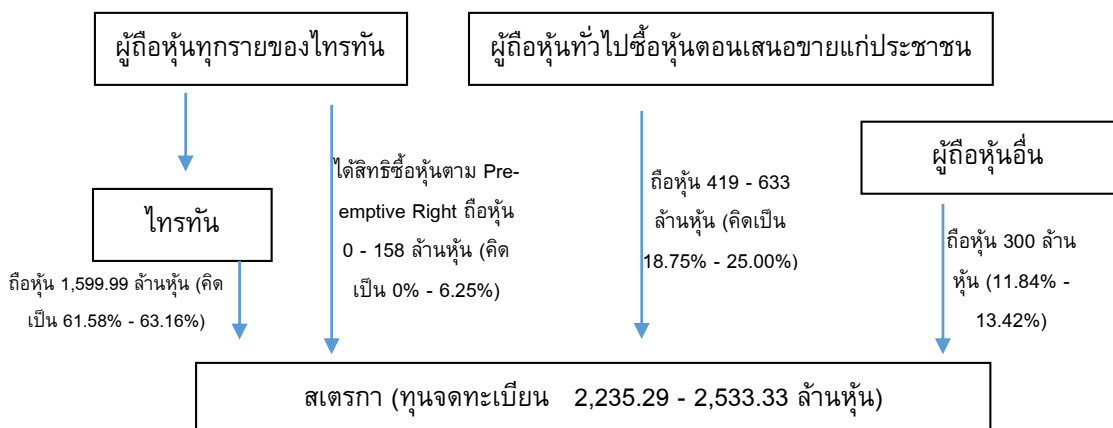 ผู้ถือหุ้นทุกรายของไทรทัน
ผู้ถือหุ้นทั่วไปซื้อหุ้นตอนเสนอขายแก่ประชาชน
ผู้ถือหุ้นอื่น
ได้สิทธิซื้อหุ้นตาม Pre-
emptive Right ถือหุ้น
0 - 158 ล้านหุ้น (คิด
เป็น 0% - 6.25%)
ถือหุ้น 419 - 633
ล้านหุ้น (คิดเป็น
18.75% - 25.00%)
ไทรทัน
ถือหุ้น 1,599.99 ล้านหุ้น (คิด
เป็น 61.58% - 63.16%)
ถือหุ้น 300 ล้าน
หุ้น (11.84% -
13.42%)
สเตรกา (ทุนจดทะเบียน 2,235.29 - 2,533.33 ล้านหุ้น)